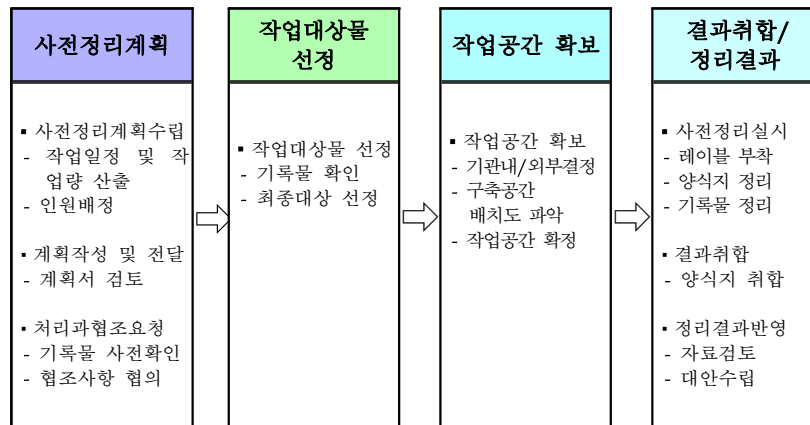 사전정리계획
▪ 사전정리계획수립
- 작업일정 및 작
업량 산출
- 인원배정
▪ 계획작성 및 전달
- 계획서 검토
▪ 처리과협조요청
- 기록물 사전확인
- 협조사항 협의
작업대상물
선정
▪ 작업대상물 선정
- 기록물 확인
- 최종대상 선정
작업공간 확보
▪ 작업공간 확보
- 기관내/외부결정
- 구축공간
배치도 파악
- 작업공간 확정
결과취합/
정리결과
▪ 사전정리실시
- 레이블 부착
- 양식지 정리
- 기록물 정리
▪ 결과취합
- 양식지 취합
▪ 정리결과반영
- 자료검토
- 대안수립